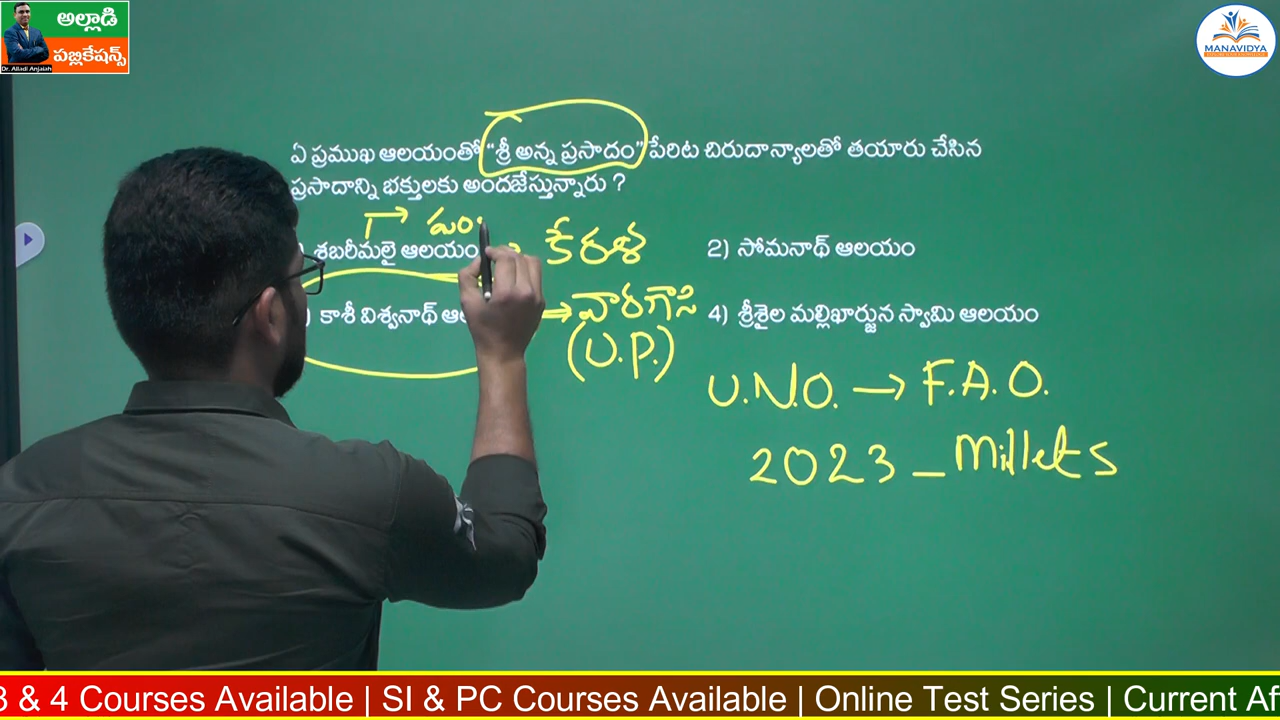 అల్లాడి
పబ్లికేషన్స్
Dr. Alladi Anjaiah
MANAVIDYA
ఏ ప్రముఖ ఆలయంతో "శ్రీ అన్న ప్రసాదం" పేరిట చిరుదాన్యాలతో తయారు చేసిన
ప్రసాదాన్ని భక్తులకు అందజేస్తున్నారు ?
) శబరీమలై ఆలయం → కేరళ
2) సోమనాథ్ ఆలయం
) కాశీ విశ్వనాథ్ ⇒ వారణాసి
(U.P.)
4) శ్రీశైల మల్లిఖార్జున స్వామి ఆలయం
U.N.O. → F.A.O.
2023 - Millets
3 & 4 Courses Available | SI & PC Courses Available | Online Test Series | Current Af